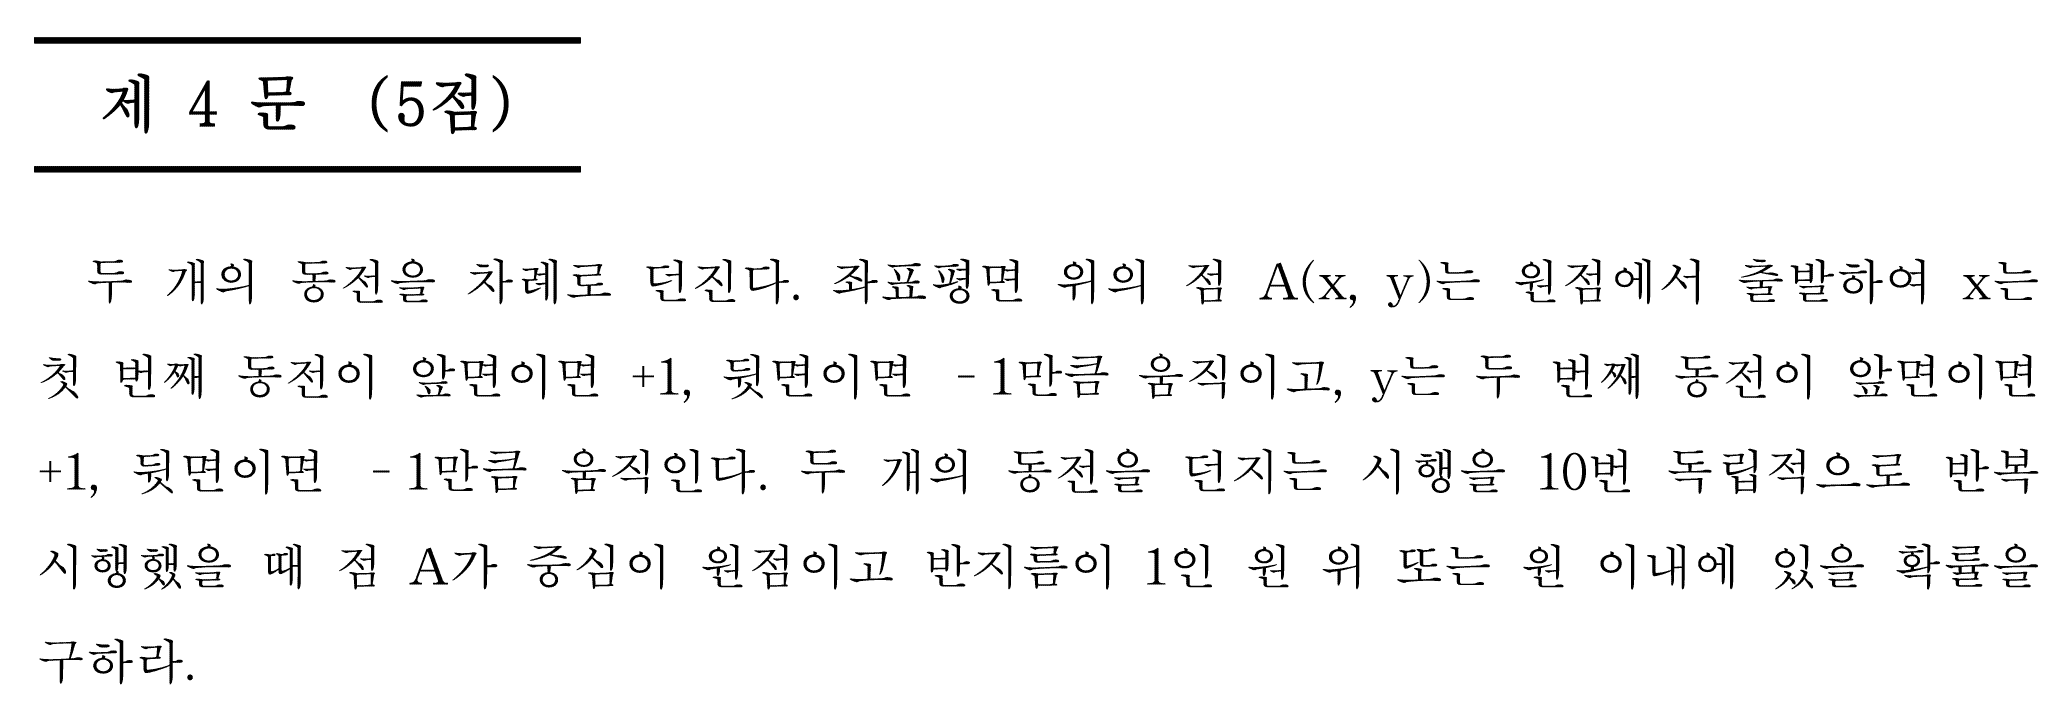 제 4 문 (5점)
두 개의 동전을 차례로 던진다. 좌표평면 위의 점 A(x, y)는 원점에서 출발하여 x는
첫 번째 동전이 앞면이면 +1, 뒷면이면 -1만큼 움직이고, y는 두 번째 동전이 앞면이면
+1, 뒷면이면 -1만큼 움직인다. 두 개의 동전을 던지는 시행을 10번 독립적으로 반복
시행했을 때 점 A가 중심이 원점이고 반지름이 1인 원 위 또는 원 이내에 있을 확률을
구하라.